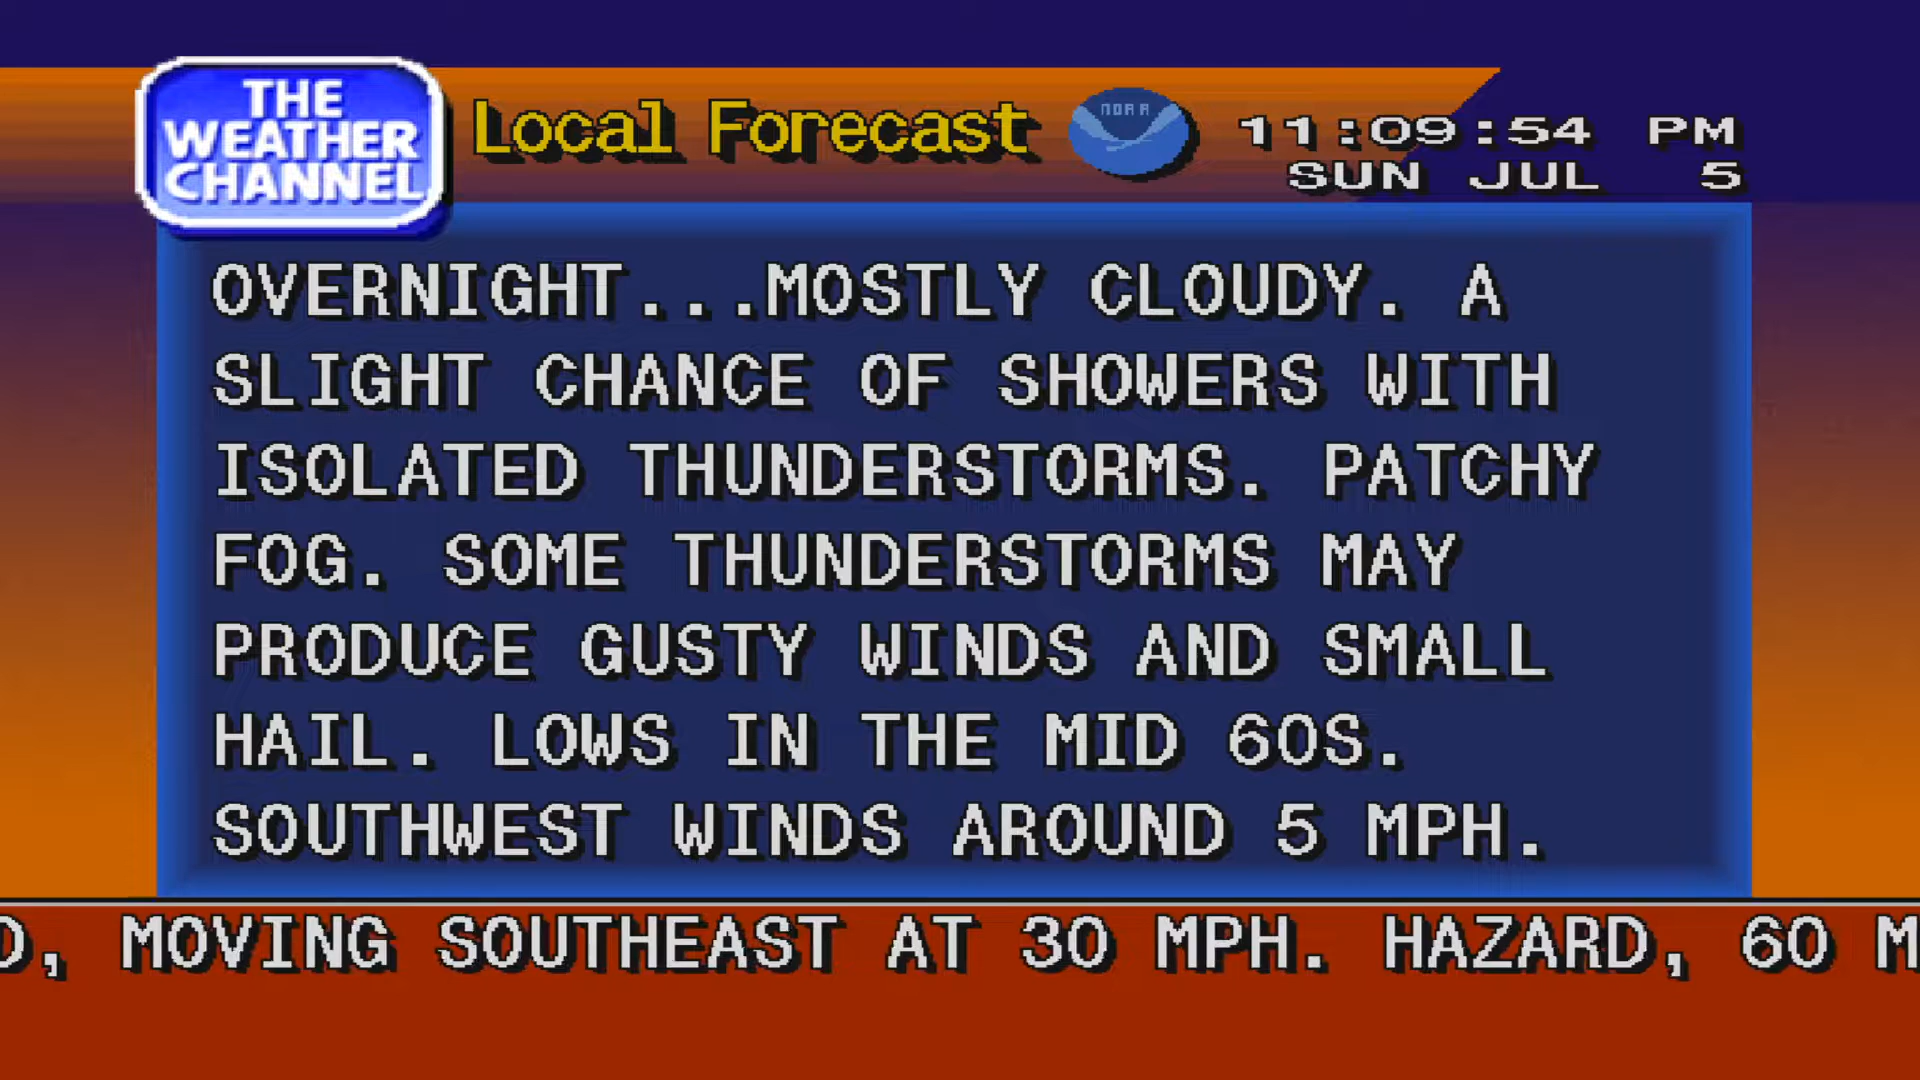 THE
WEATHER
CHANNEL
Local Forecast
NOAA
11:09:54 PM
SUN JUL 5
OVERNIGHT...MOSTLY CLOUDY. A
SLIGHT CHANCE OF SHOWERS WITH
ISOLATED THUNDERSTORMS. PATCHY
FOG. SOME THUNDERSTORMS MAY
PRODUCE GUSTY WINDS AND SMALL
HAIL. LOWS IN THE MID 60S.
SOUTHWEST WINDS AROUND 5 MPH.
D, MOVING SOUTHEAST AT 30 MPH. HAZARD, 60 M